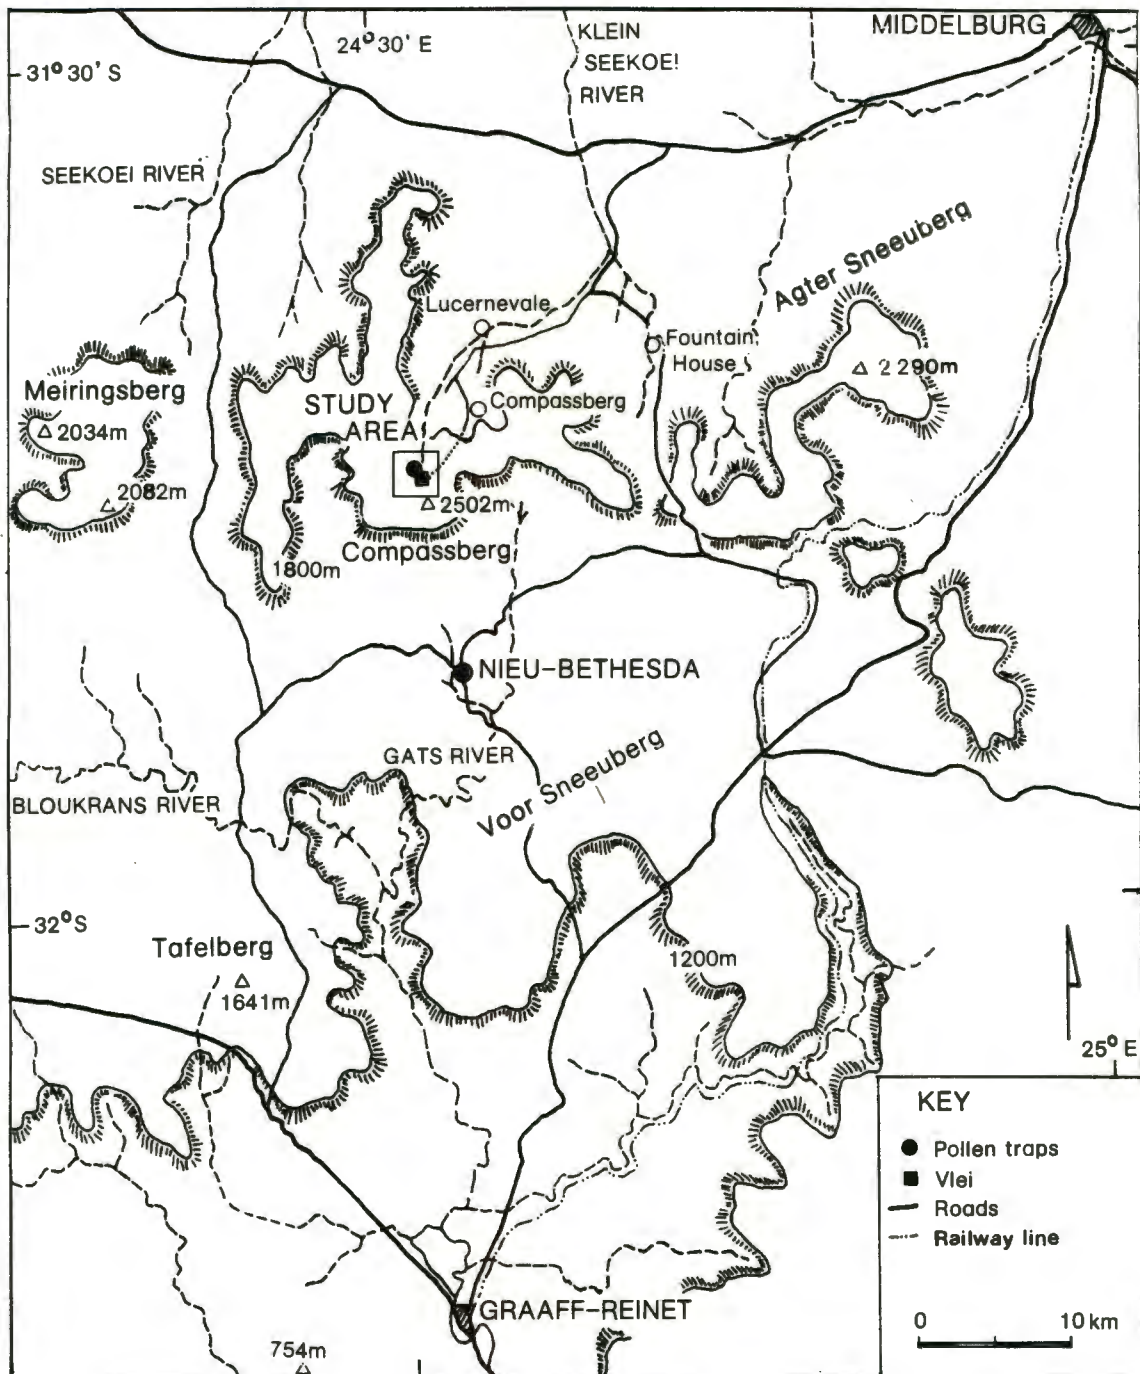 24°30' E
31°30' S
KLEIN
SEEKOE!
RIVER
MIDDELBURG
SEEKOEI RIVER
Agter Sneeuberg
Lucernevale
Fountain
House
2 290m
Meiringsberg
2034m
2082m
STUDY
AREA
Compassberg
2502m
Compassberg
1800m
NIEU-BETHESDA
GATS RIVER
Voor Sneeuberg
BLOUKRANS RIVER
32°S
Tafelberg
1641m
1200m
25° E
KEY
Pollen traps
Vlei
Roads
Railway line
0 10 km
GRAAFF-REINET
754m